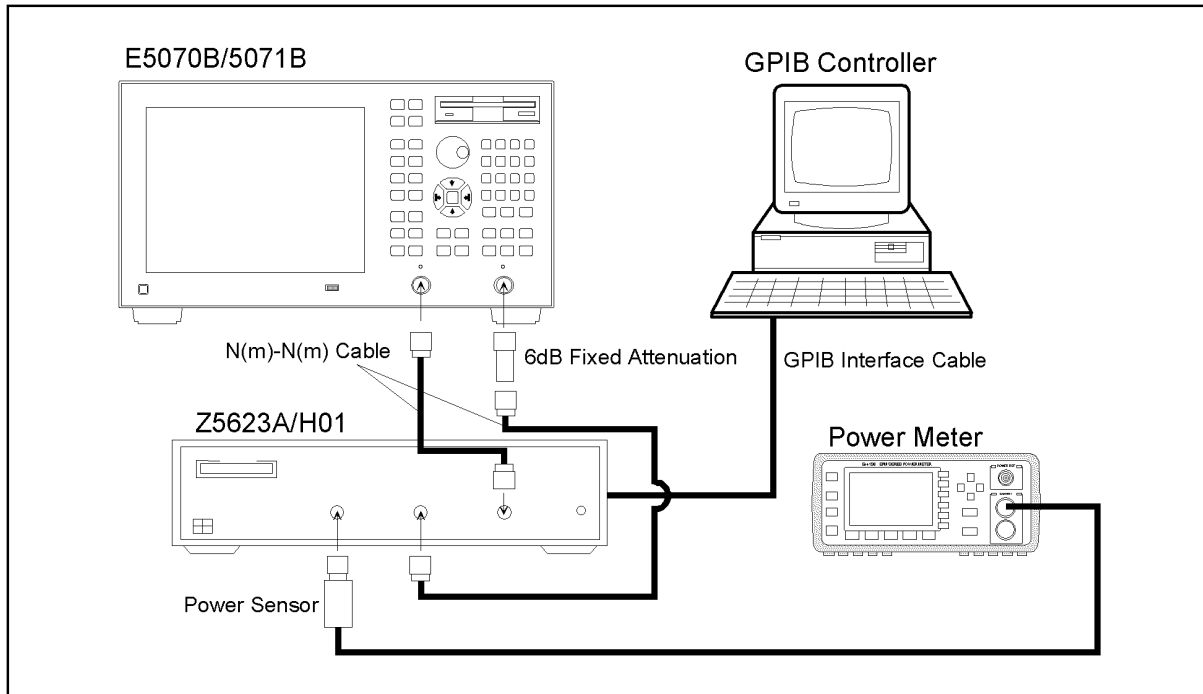 E5070B/5071B
GPIB Controller
N(m)-N(m) Cable
6dB Fixed Attenuation
GPIB Interface Cable
Z5623A/H01
Power Meter
Power Sensor